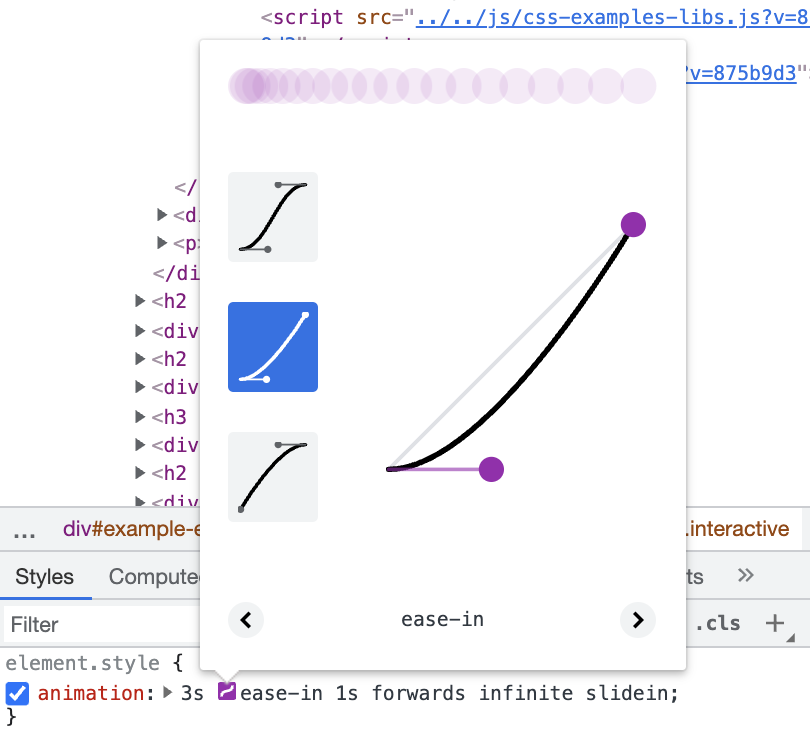 <script src="../../js/css-examples-libs.js?v=8
?v=875b9d3"
</
<d
<p>
</di
<h2
<div
<h2
<div
<h3
<div
<h2
<div
... div#example-e .interactive
Styles Compute ts »
Filter .cls +
ease-in
element.style {
animation: 3s ease-in 1s forwards infinite slidein;
}